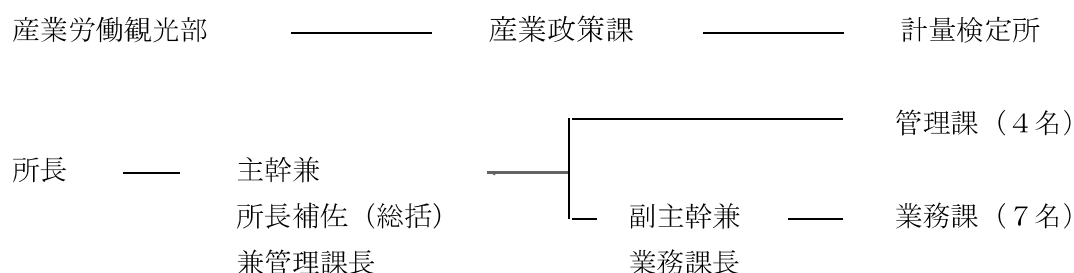 産業労働観光部 産業政策課 計量検定所
管理課（４名）
所長 主幹兼
所長補佐（総括） 副主幹兼 業務課（７名）
兼管理課長 業務課長